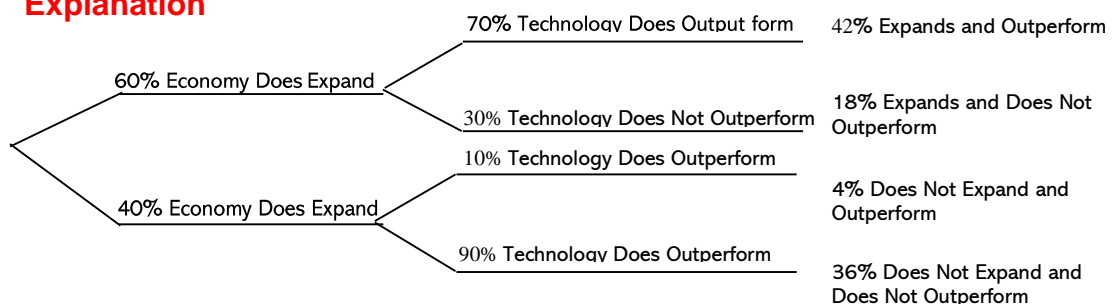 Explanation
70% Technology Does Output form
42% Expands and Outperform
60% Economy Does Expand
30% Technology Does Not Outperform
18% Expands and Does Not
Outperform
10% Technology Does Outperform
40% Economy Does Expand
4% Does Not Expand and
Outperform
90% Technology Does Outperform
36% Does Not Expand and
Does Not Outperform